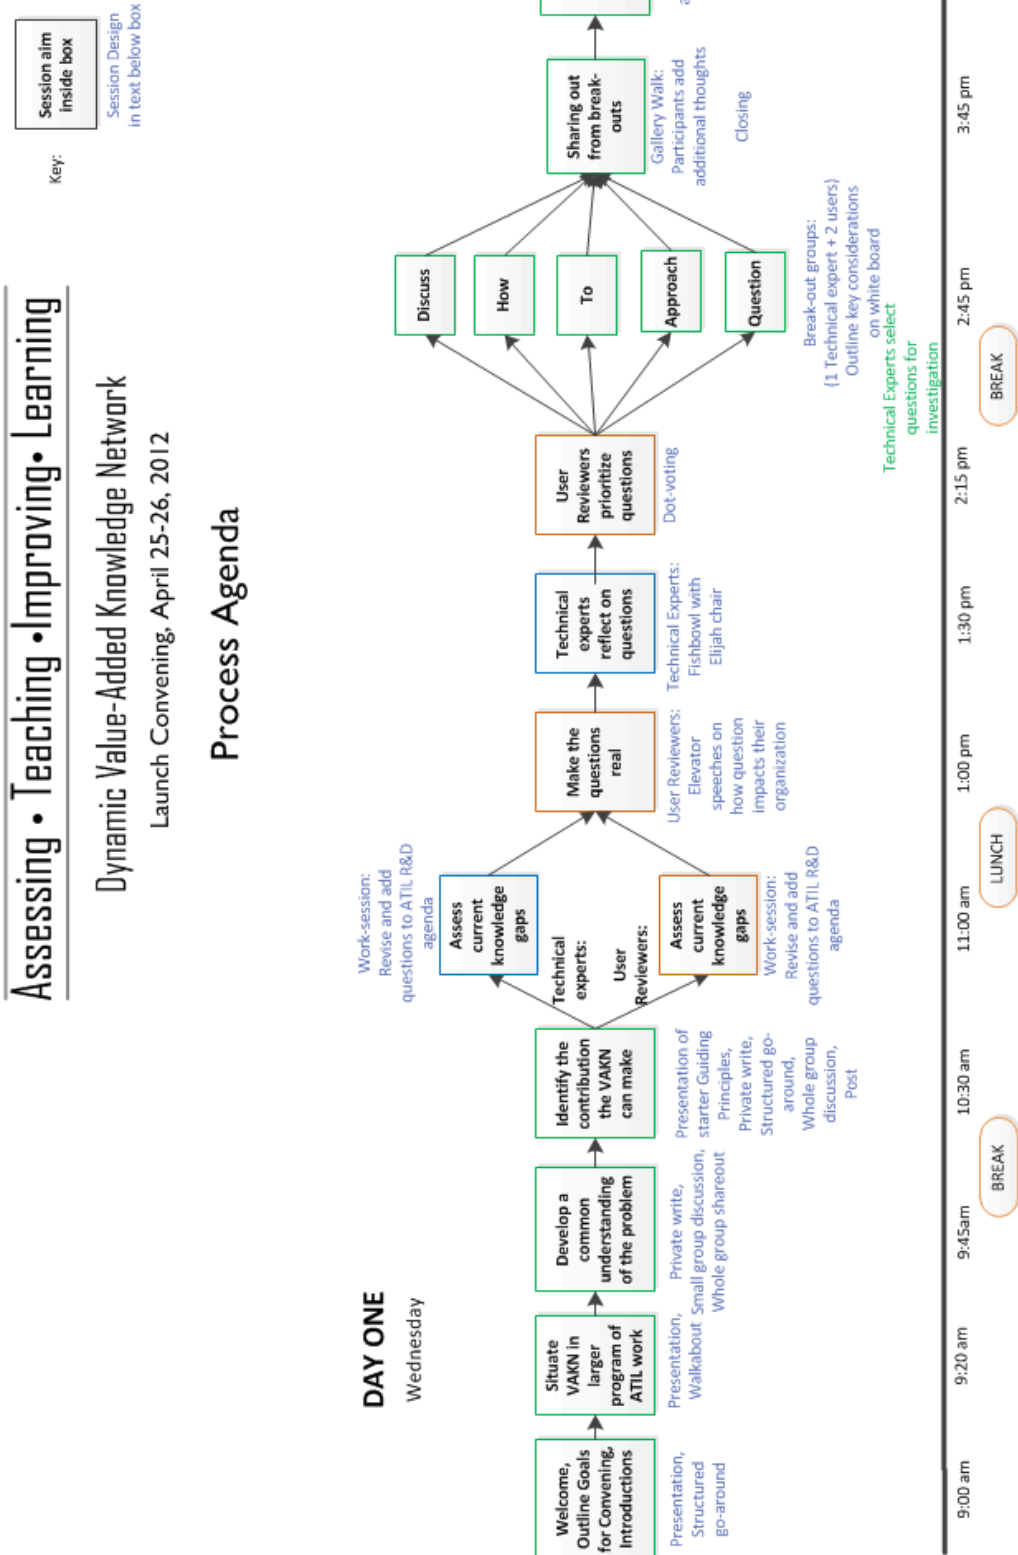 Assessing • Teaching •Improving• Learning
Dynamic Value-Added Knowledge Network
Launch Convening, April 25-26, 2012
Process Agenda
Key:
Session aim
inside box
Session Design
in text below box
DAY ONE
Wednesday
Welcome,
Outline Goals
for Convening,
Introductions
Presentation,
Structured
go-around
Situate
VAKN in
larger
program of
ATIL work
Presentation,
Walkabout
Develop a
common
understanding
of the problem
Private write,
Small group discussion,
Whole group shareout
Identify the
contribution
the VAKN
can make
Presentation of
starter Guiding
Principles,
Private write,
Structured go-
around,
Whole group
discussion,
Post
Work-session:
Revise and add
questions to ATIL R&D
agenda
Assess
current
knowledge
gaps
Technical
experts:
User
Reviewers:
Assess
current
knowledge
gaps
Work-session:
Revise and add
questions to ATIL R&D
agenda
Make the
questions
real
User Reviewers:
Elevator
speeches on
how question
impacts their
organization
Technical
experts
reflect on
questions
Technical Experts:
Fishbowl with
Elijah chair
User
Reviewers
prioritize
questions
Dot-voting
Discuss
How
To
Approach
Question
Break-out groups:
(1 Technical expert + 2 users)
Outline key considerations
on white board
Technical Experts select
questions for
investigation
Sharing out
from break-
outs
Gallery Walk:
Participants add
additional thoughts
Closing
9:00 am
9:20 am
9:45am
10:30 am
11:00 am
1:00 pm
1:30 pm
2:15 pm
2:45 pm
3:45 pm
BREAK
LUNCH
BREAK